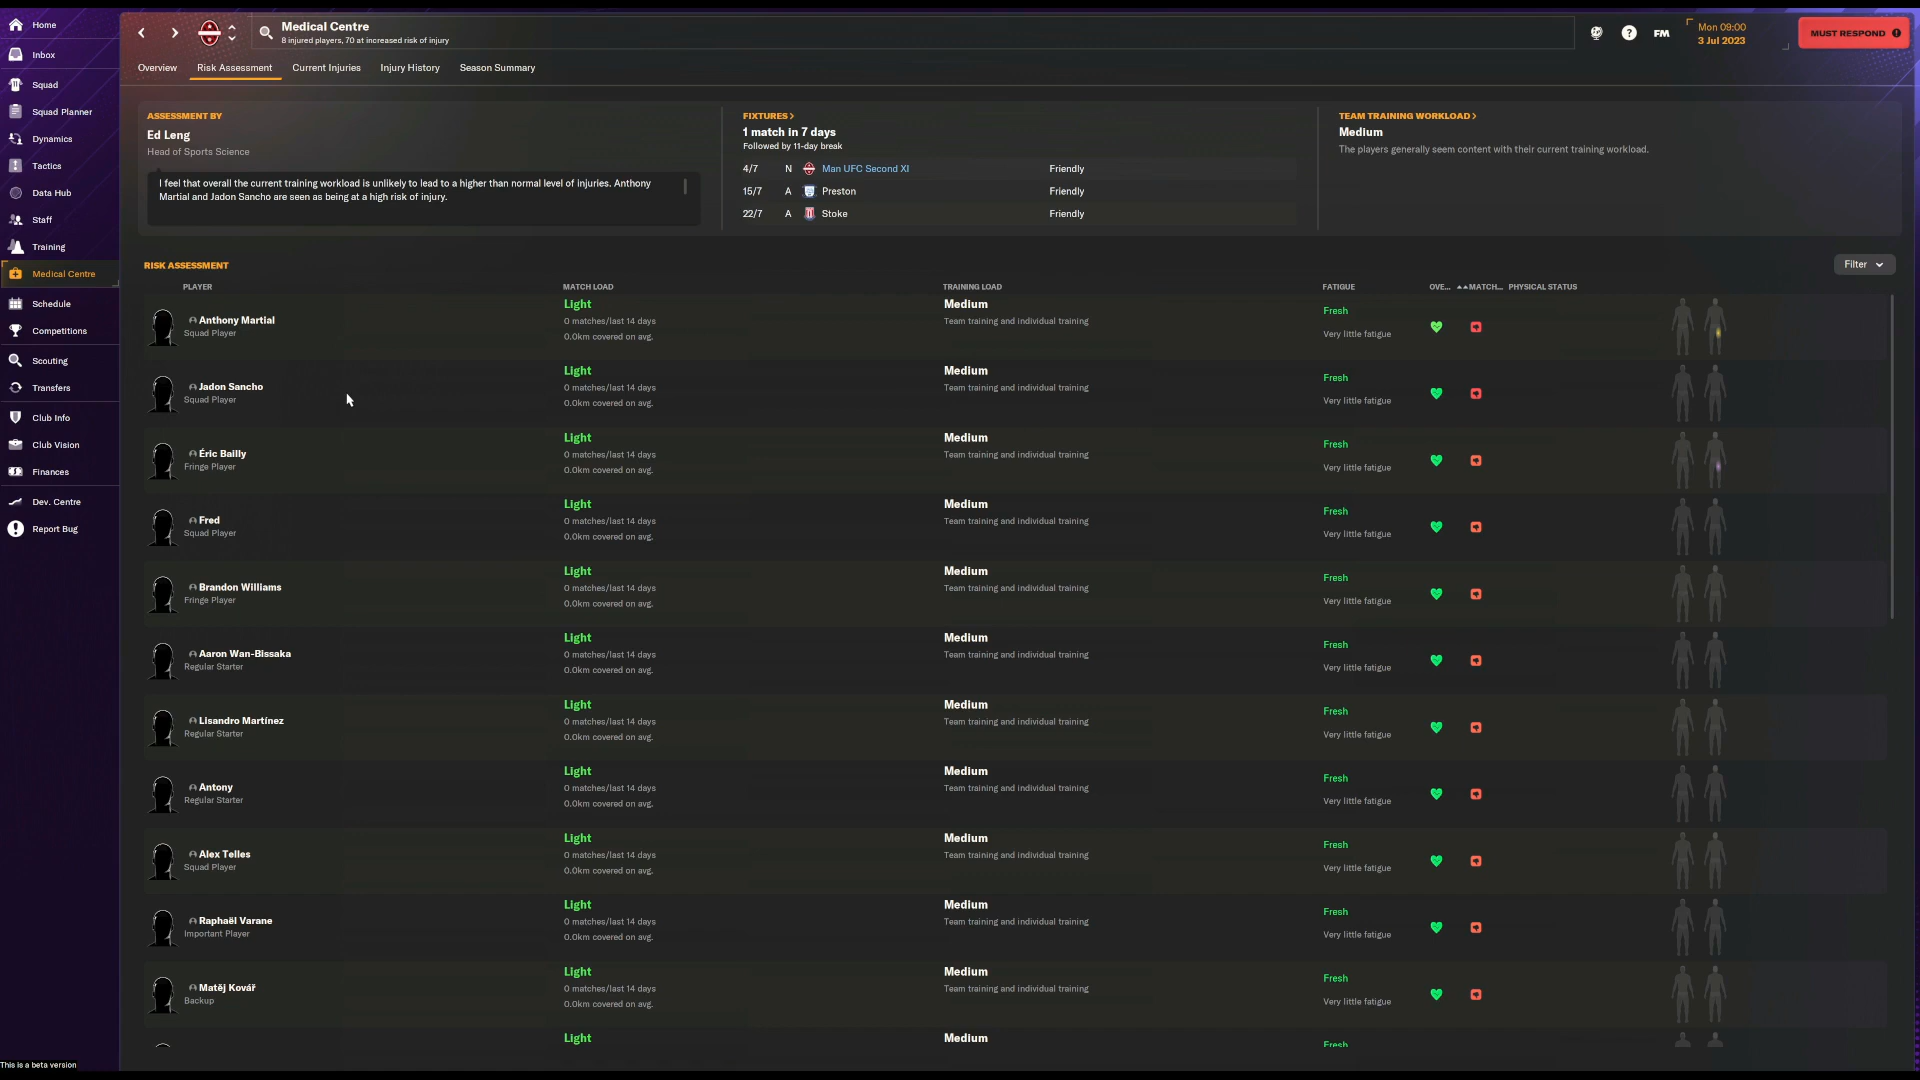 Home
Inbox
Squad
Squad Planner
Dynamics
Tactics
Data Hub
Staff
Training
Medical Centre
Schedule
Competitions
Scouting
Transfers
Club Info
Club Vision
Finances
Dev. Centre
Report Bug
This is a beta version
Medical Centre
8 injured players, 70 at increased risk of injury
FM
Mon 09:00
3 Jul 2023
MUST RESPOND
Overview
Risk Assessment
Current Injuries
Injury History
Season Summary
ASSESSMENT BY
Ed Leng
Head of Sports Science
I feel that overall the current training workload is unlikely to lead to a higher than normal level of injuries. Anthony
Martial and Jadon Sancho are seen as being at a high risk of injury.
FIXTURES >
1 match in 7 days
Followed by 11-day break
4/7 N Man UFC Second XI Friendly
15/7 A Preston Friendly
22/7 A Stoke Friendly
TEAM TRAINING WORKLOAD >
Medium
The players generally seem content with their current training workload.
RISK ASSESSMENT
Filter
PLAYER MATCH LOAD TRAINING LOAD FATIGUE OVE... MATCH... PHYSICAL STATUS
Anthony Martial
Squad Player
Light
0 matches/last 14 days
0.0km covered on avg.
Medium
Team training and individual training
Fresh
Very little fatigue
Jadon Sancho
Squad Player
Light
0 matches/last 14 days
0.0km covered on avg.
Medium
Team training and individual training
Fresh
Very little fatigue
Éric Bailly
Fringe Player
Light
0 matches/last 14 days
0.0km covered on avg.
Medium
Team training and individual training
Fresh
Very little fatigue
Fred
Squad Player
Light
0 matches/last 14 days
0.0km covered on avg.
Medium
Team training and individual training
Fresh
Very little fatigue
Brandon Williams
Fringe Player
Light
0 matches/last 14 days
0.0km covered on avg.
Medium
Team training and individual training
Fresh
Very little fatigue
Aaron Wan-Bissaka
Regular Starter
Light
0 matches/last 14 days
0.0km covered on avg.
Medium
Team training and individual training
Fresh
Very little fatigue
Lisandro Martínez
Regular Starter
Light
0 matches/last 14 days
0.0km covered on avg.
Medium
Team training and individual training
Fresh
Very little fatigue
Antony
Regular Starter
Light
0 matches/last 14 days
0.0km covered on avg.
Medium
Team training and individual training
Fresh
Very little fatigue
Alex Telles
Squad Player
Light
0 matches/last 14 days
0.0km covered on avg.
Medium
Team training and individual training
Fresh
Very little fatigue
Raphaël Varane
Important Player
Light
0 matches/last 14 days
0.0km covered on avg.
Medium
Team training and individual training
Fresh
Very little fatigue
Matěj Kovář
Backup
Light
0 matches/last 14 days
0.0km covered on avg.
Medium
Team training and individual training
Fresh
Very little fatigue
Light
Medium
Fresh